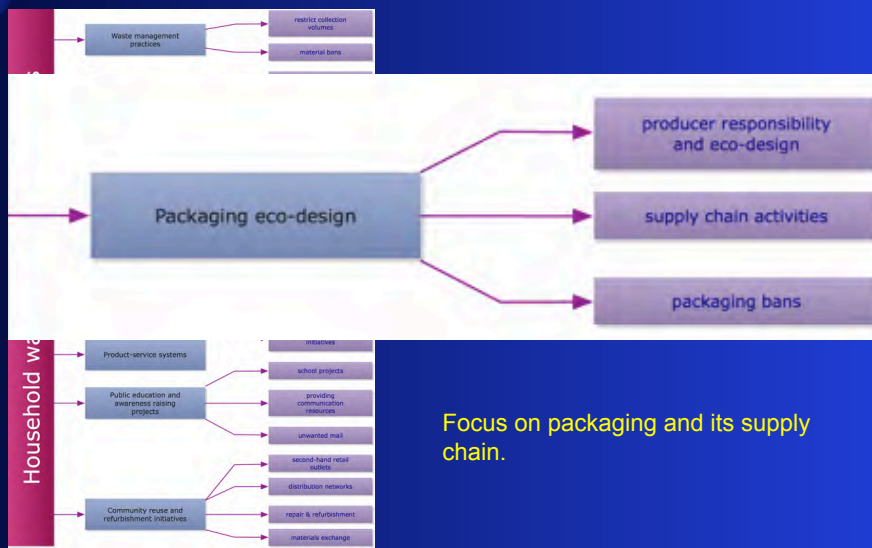 restrict collection
volumes
Waste management
practices
material bans
producer responsibility
and eco-design
Packaging eco-design
supply chain activities
packaging bans
Household
initiatives
Product-service systems
school projects
Public education and
awareness raising
projects
providing
communication
resources
unwanted mail
second-hand retail
outlets
distribution networks
Community reuse and
refurbishment initiatives
repair & refurbishment
materials exchange
Focus on packaging and its supply
chain.